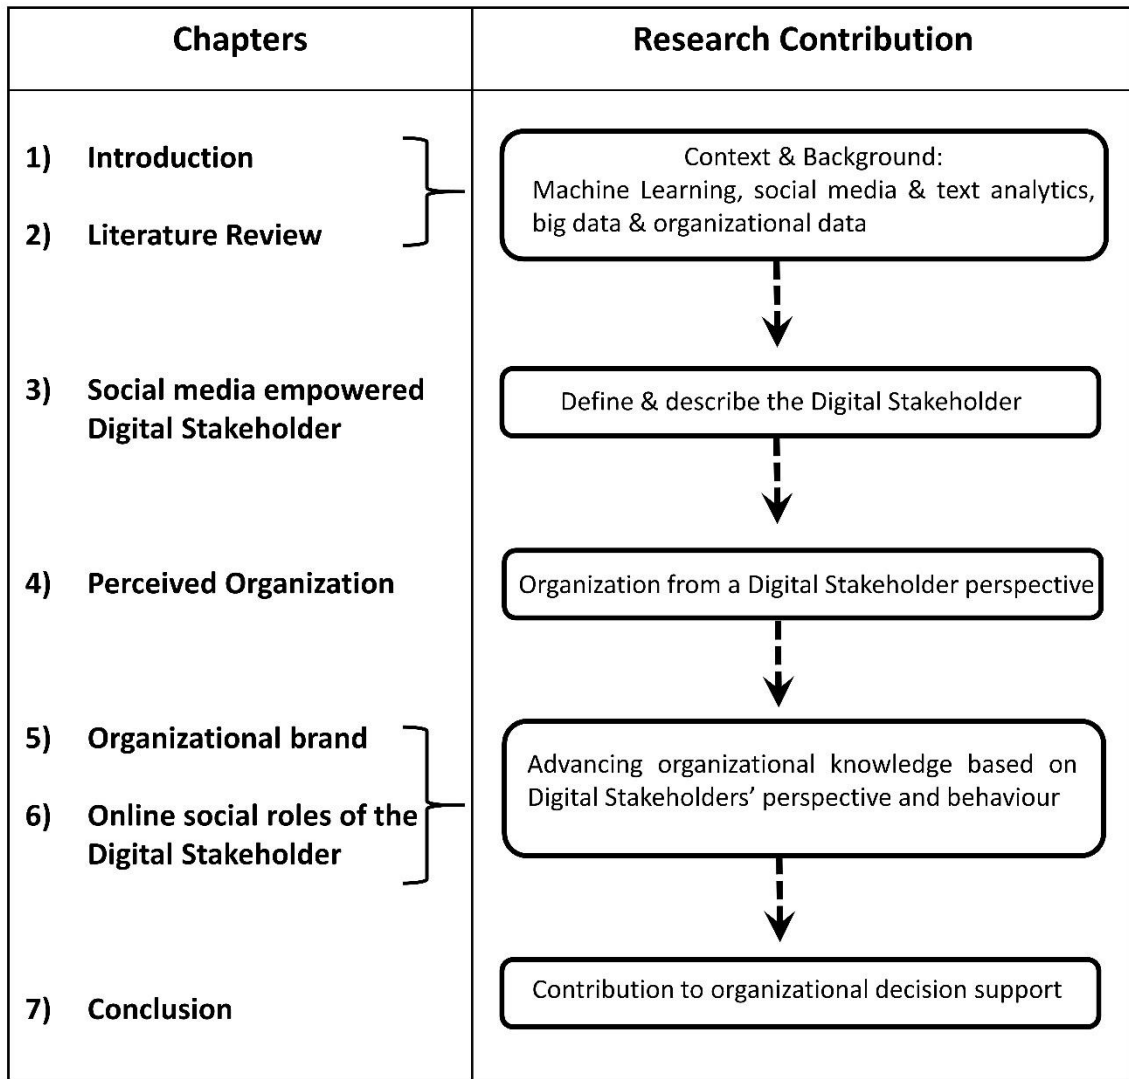 Chapters
Research Contribution
1) Introduction
2) Literature Review
Context & Background:
Machine Learning, social media & text analytics,
big data & organizational data
3) Social media empowered
Digital Stakeholder
Define & describe the Digital Stakeholder
4) Perceived Organization
Organization from a Digital Stakeholder perspective
5) Organizational brand
6) Online social roles of the
Digital Stakeholder
Advancing organizational knowledge based on
Digital Stakeholders’ perspective and behaviour
7) Conclusion
Contribution to organizational decision support